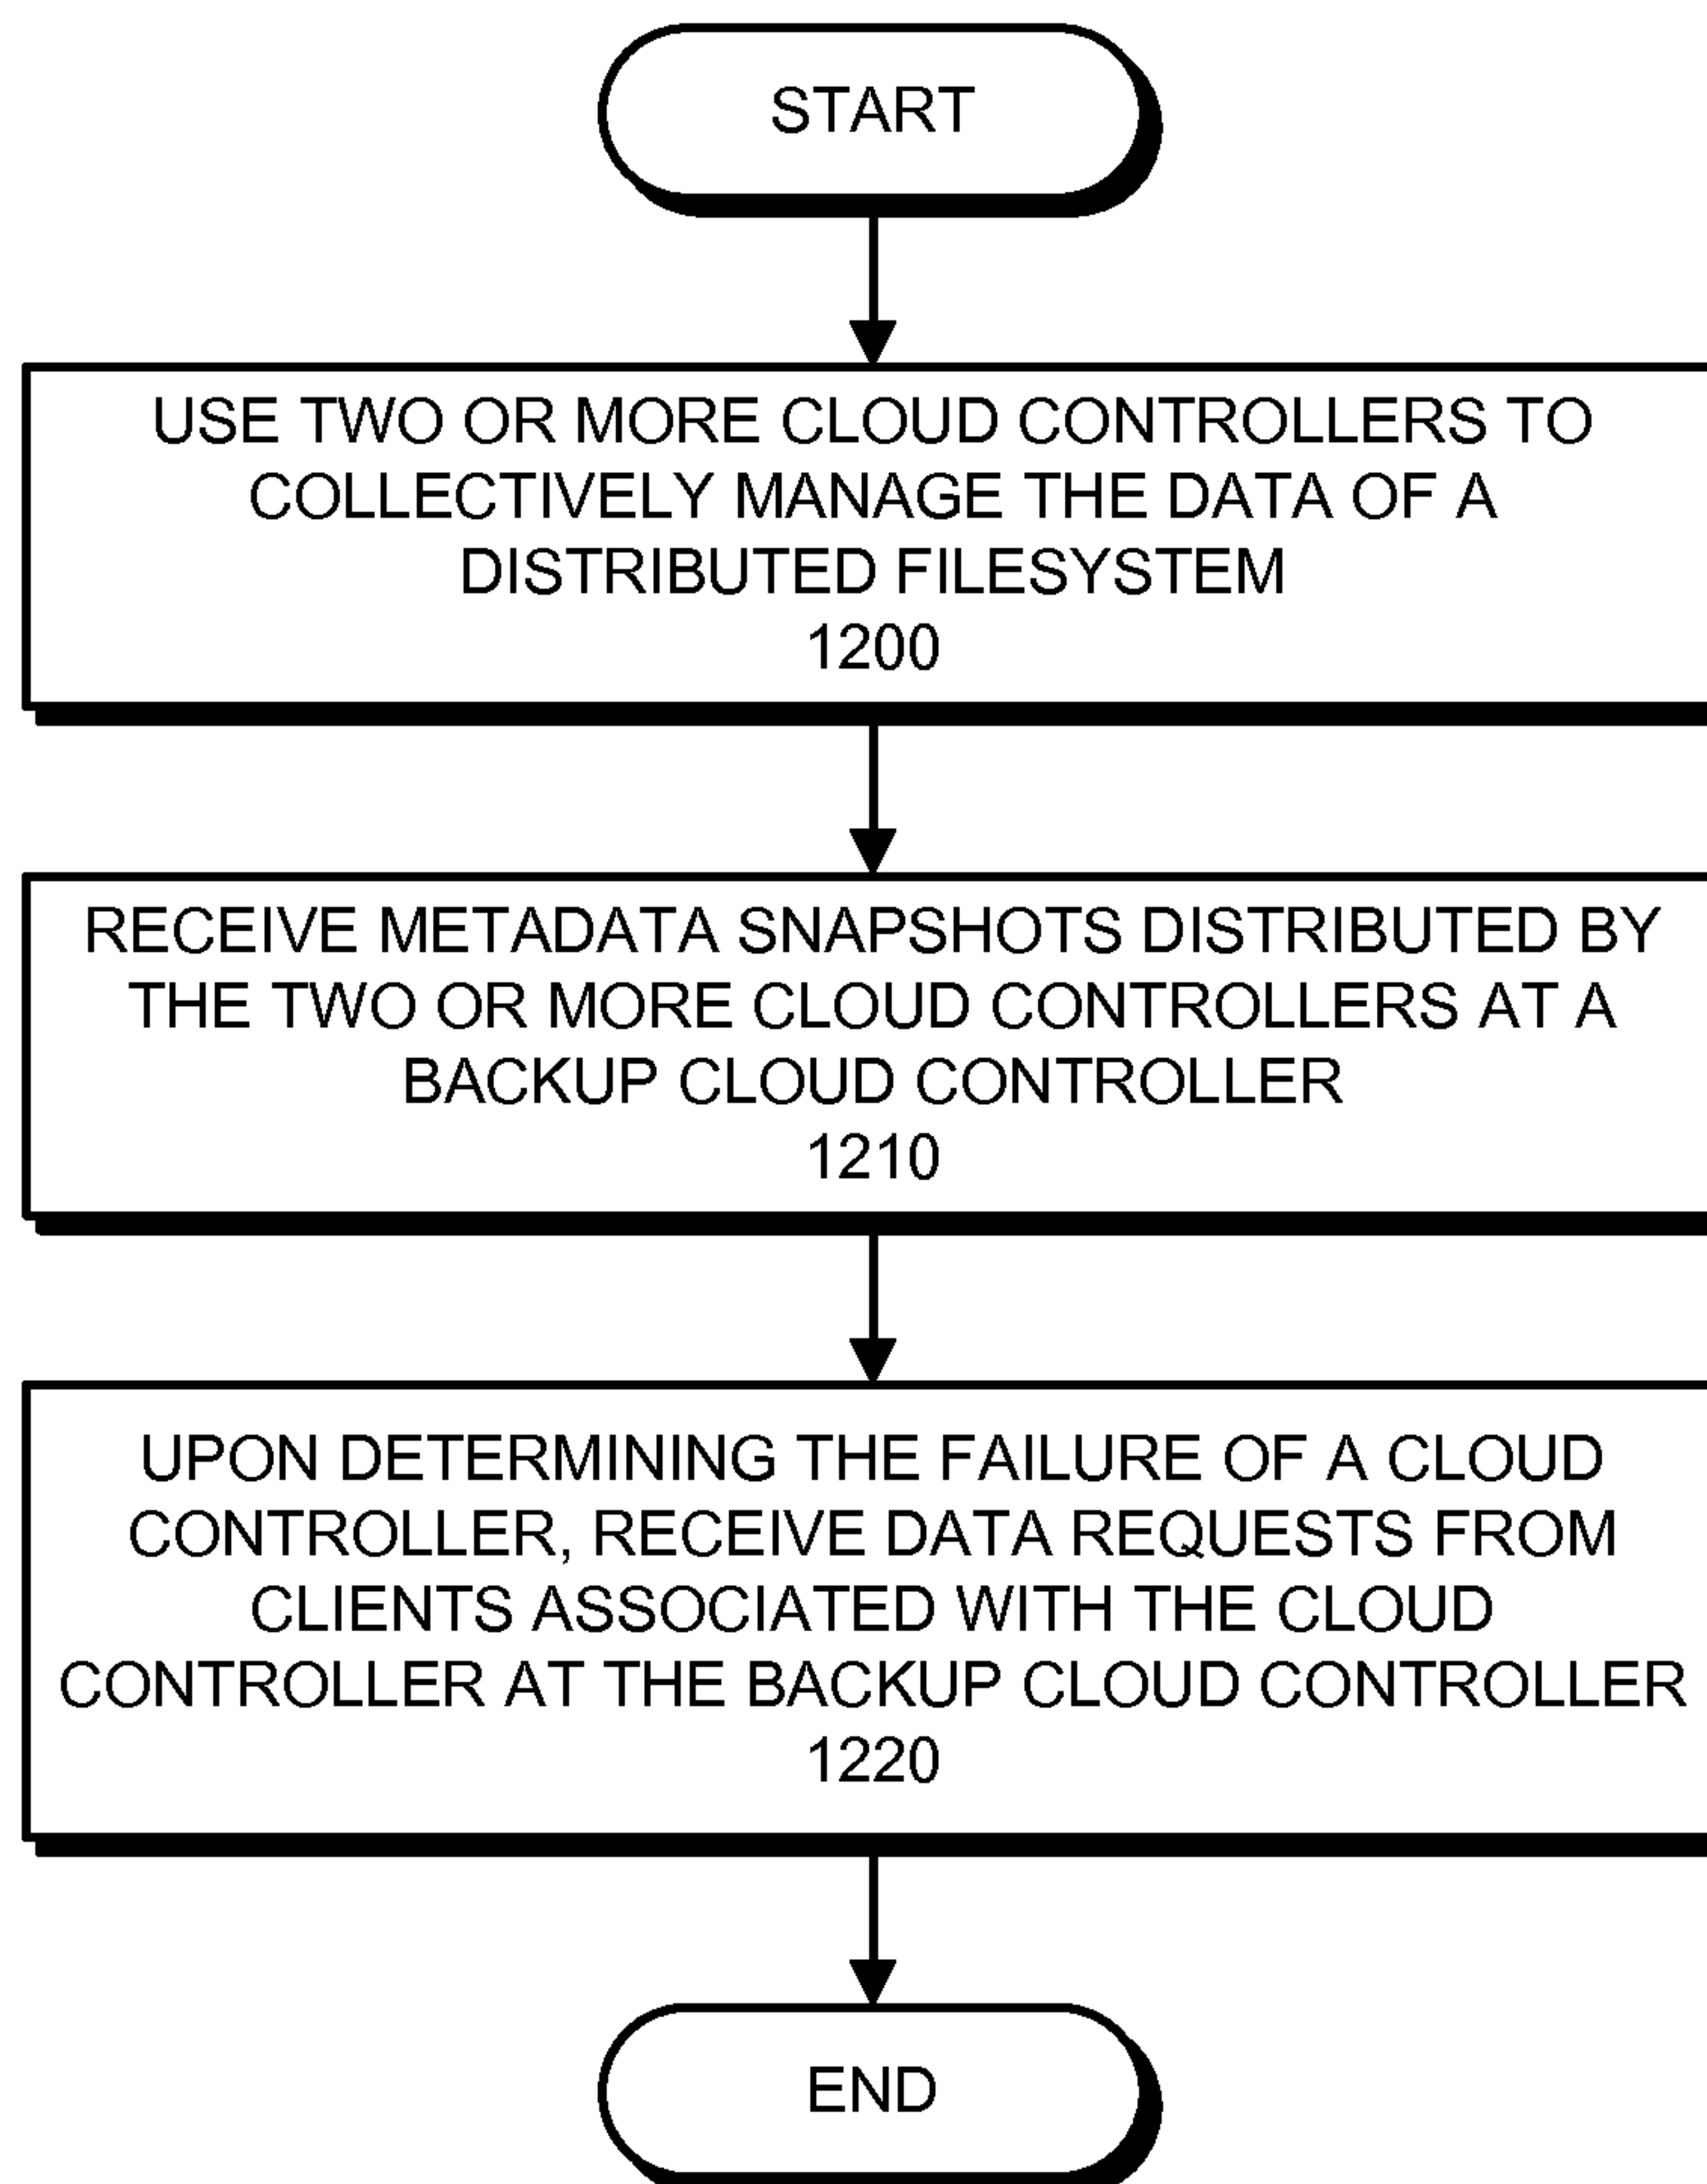 START
USE TWO OR MORE CLOUD CONTROLLERS TO
COLLECTIVELY MANAGE THE DATA OF A
DISTRIBUTED FILESYSTEM
1200
RECEIVE METADATA SNAPSHOTS DISTRIBUTED BY
THE TWO OR MORE CLOUD CONTROLLERS AT A
BACKUP CLOUD CONTROLLER
1210
UPON DETERMINING THE FAILURE OF A CLOUD
CONTROLLER, RECEIVE DATA REQUESTS FROM
CLIENTS ASSOCIATED WITH THE CLOUD
CONTROLLER AT THE BACKUP CLOUD CONTROLLER
1220
END